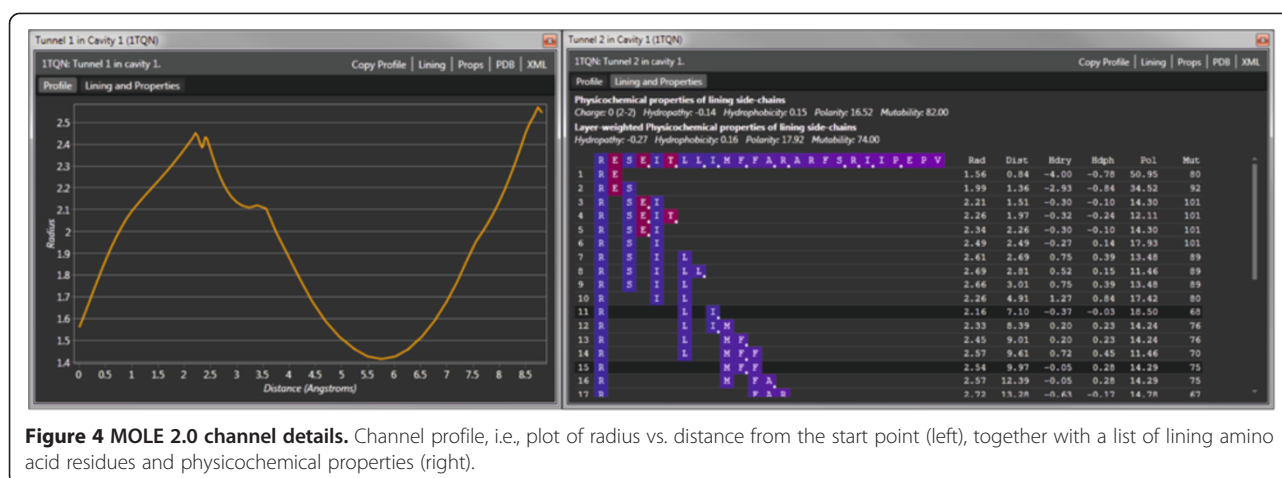 Tunnel 1 in Cavity 1 (1TQN)
1TQN: Tunnel 1 in cavity 1.
Copy Profile | Lining | Props | PDB | XML
Profile Lining and Properties
2.5
2.4
2.3
2.2
2.1
2
1.9
1.8
1.7
1.6
1.5
1.4
Radius
0 0.5 1 1.5 2 2.5 3 3.5 4 4.5 5 5.5 6 6.5 7 7.5 8 8.5
Distance (Angstroms)
Tunnel 2 in Cavity 1 (1TQN)
1TQN: Tunnel 2 in cavity 1.
Copy Profile | Lining | Props | PDB | XML
Profile Lining and Properties
Physicochemical properties of lining side-chains
Charge: 0 (2-2) Hydropathy: -0.14 Hydrophobicity: 0.15 Polarity: 16.52 Mutability: 82.00
Layer-weighted Physicochemical properties of lining side-chains
Hydropathy: -0.27 Hydrophobicity: 0.16 Polarity: 17.92 Mutability: 74.00
R E S E I T L L I M F F A R A R F S R I I P E P V Rad Dist Hdry Hdph Pol Mut
1 R E 1.56 0.84 -4.00 -0.78 50.95 80
2 R E S 1.99 1.36 -2.93 -0.84 34.52 92
3 R S E I 2.21 1.51 -0.30 -0.10 14.30 101
4 R S E I T 2.26 1.97 -0.32 -0.24 12.11 101
5 R S E I 2.34 2.26 -0.30 -0.10 14.30 101
6 R S I 2.49 2.49 -0.27 0.14 17.93 101
7 R S I L 2.61 2.69 0.75 0.39 13.48 89
8 R S I L L 2.69 2.81 0.52 0.15 11.46 89
9 R S I L 2.66 3.01 0.75 0.39 13.48 89
10 R I L 2.26 4.91 1.27 0.84 17.42 80
11 R L I 2.16 7.10 -0.37 -0.03 18.50 68
12 R L I M 2.33 8.39 0.20 0.23 14.24 76
13 R L M F 2.45 9.01 0.20 0.23 14.24 76
14 R L M F F 2.57 9.61 0.72 0.45 11.46 70
15 R M F F 2.54 9.97 -0.05 0.28 14.29 75
16 R M F A 2.57 12.39 -0.05 0.28 14.29 75
17 R F A R 2.72 13.28 -0.63 -0.17 14.78 67
Figure 4 MOLE 2.0 channel details. Channel profile, i.e., plot of radius vs. distance from the start point (left), together with a list of lining amino
acid residues and physicochemical properties (right).